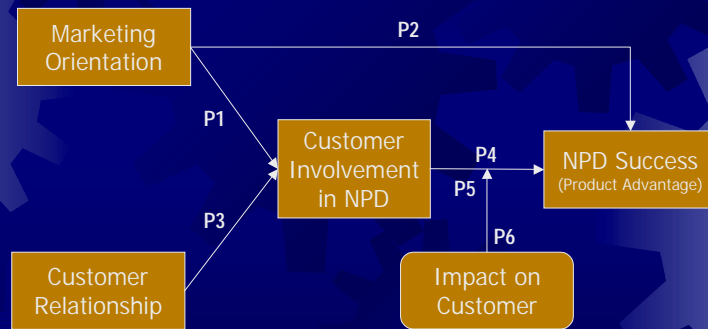 Marketing
Orientation
P2
P1
Customer
Involvement
in NPD
P4
P5
NPD Success
(Product Advantage)
P3
P6
Customer
Relationship
Impact on
Customer